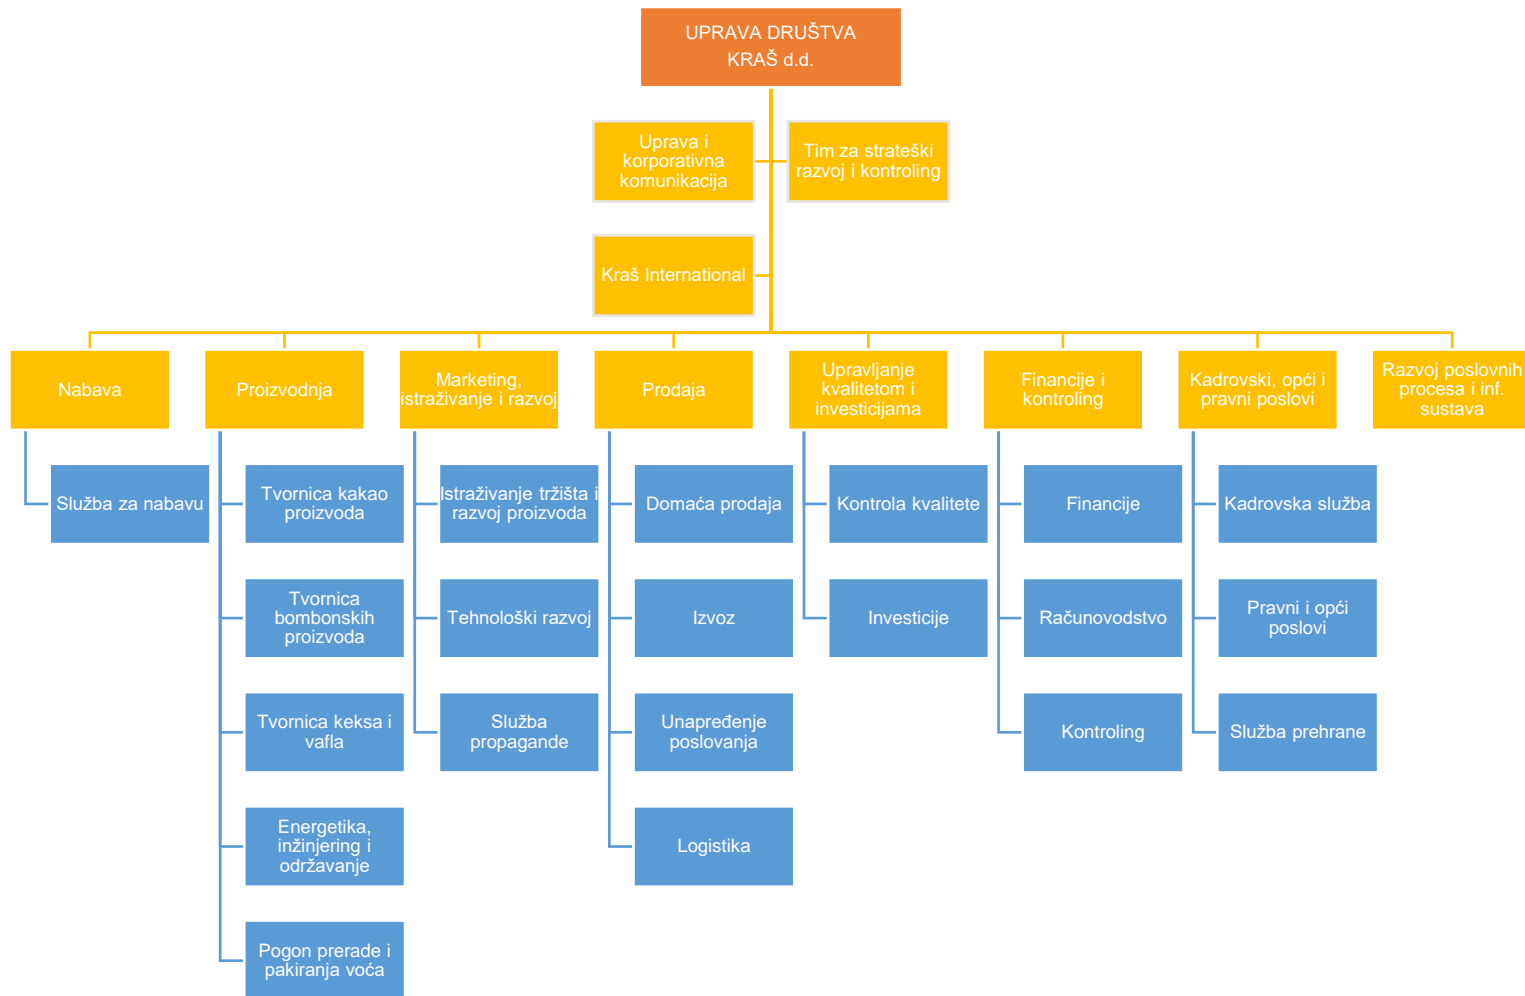 UPRAVA DRUŠTVA
KRAŠ d.d.
Uprava i
korporativna
komunikacija
Tim za strateški
razvoj i kontroling
Kraš International
Nabava
Proizvodnja
Marketing,
istraživanje i razvoj
Prodaja
Upravljanje
kvalitetom i
investicijama
Financije i
kontroling
Kadrovski, opći i
pravni poslovi
Razvoj poslovnih
procesa i inf.
sustava
Služba za nabavu
Tvornica kakao
proizvoda
Istraživanje tržišta i
razvoj proizvoda
Domaća prodaja
Kontrola kvalitete
Financije
Kadrovska služba
Tvornica
bombonskih
proizvoda
Tehnološki razvoj
Izvoz
Investicije
Računovodstvo
Pravni i opći
poslovi
Tvornica keksa i
vafla
Služba
propagande
Unapređenje
poslovanja
Kontroling
Služba prehrane
Energetika,
inžinjering i
održavanje
Logistika
Pogon prerade i
pakiranja voća